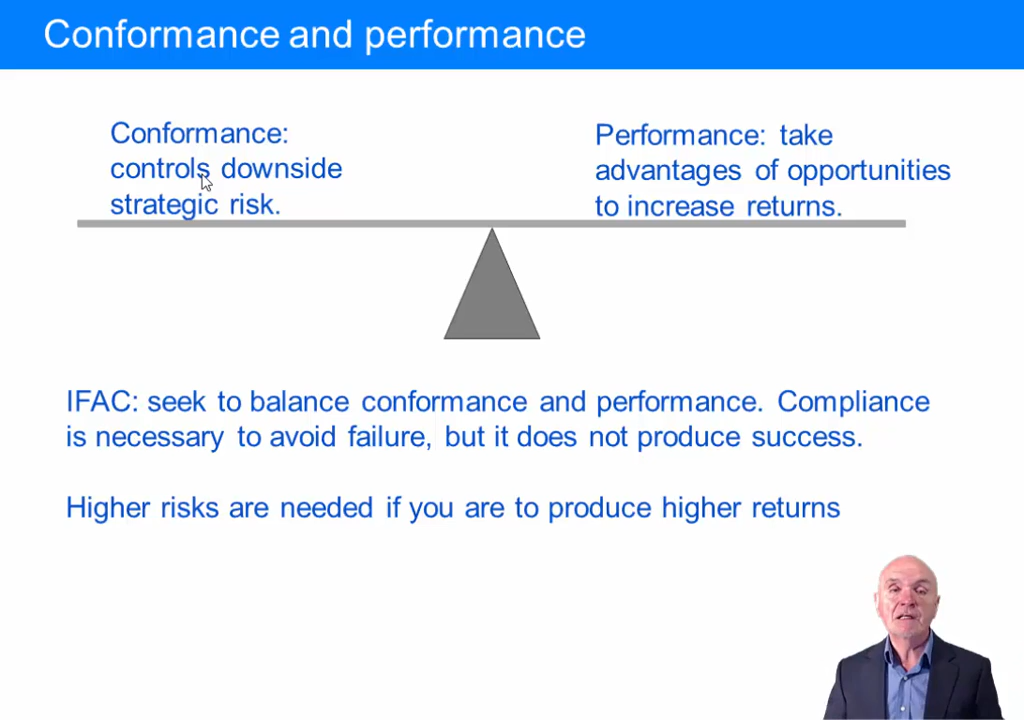 Conformance and performance
Conformance:
controls downside
strategic risk.
Performance: take
advantages of opportunities
to increase returns.
IFAC: seek to balance conformance and performance. Compliance
is necessary to avoid failure, but it does not produce success.
Higher risks are needed if you are to produce higher returns